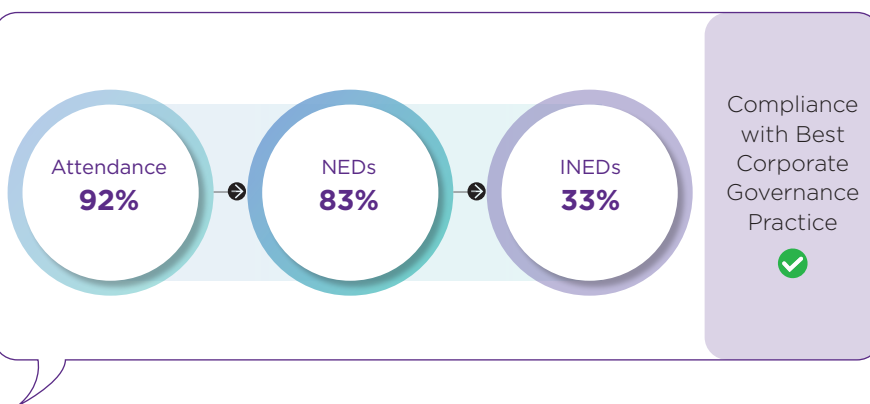 Attendance
92%
NEDs
83%
INEDs
33%
Compliance
with Best
Corporate
Governance
Practice